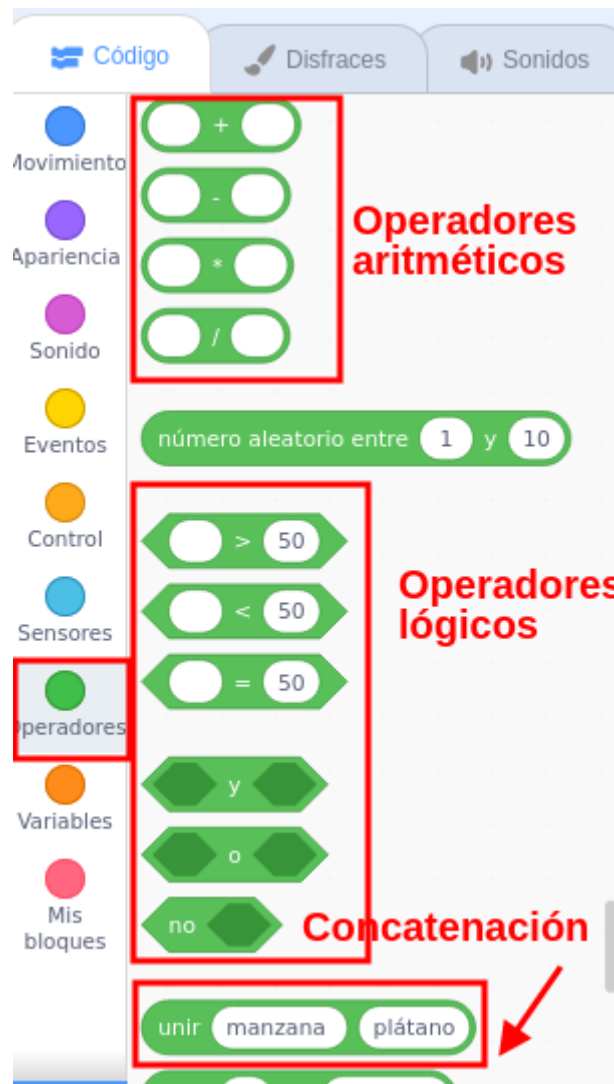 Código
Disfraces
Sonidos
Movimiento
Apariencia
Sonido
Eventos
Control
Sensores
Operadores
Variables
Mis
bloques
+
-
*
/
Operadores
aritméticos
número aleatorio entre 1 y 10
> 50
< 50
= 50
Operadores
lógicos
y
o
no
Concatenación
unir manzana plátano